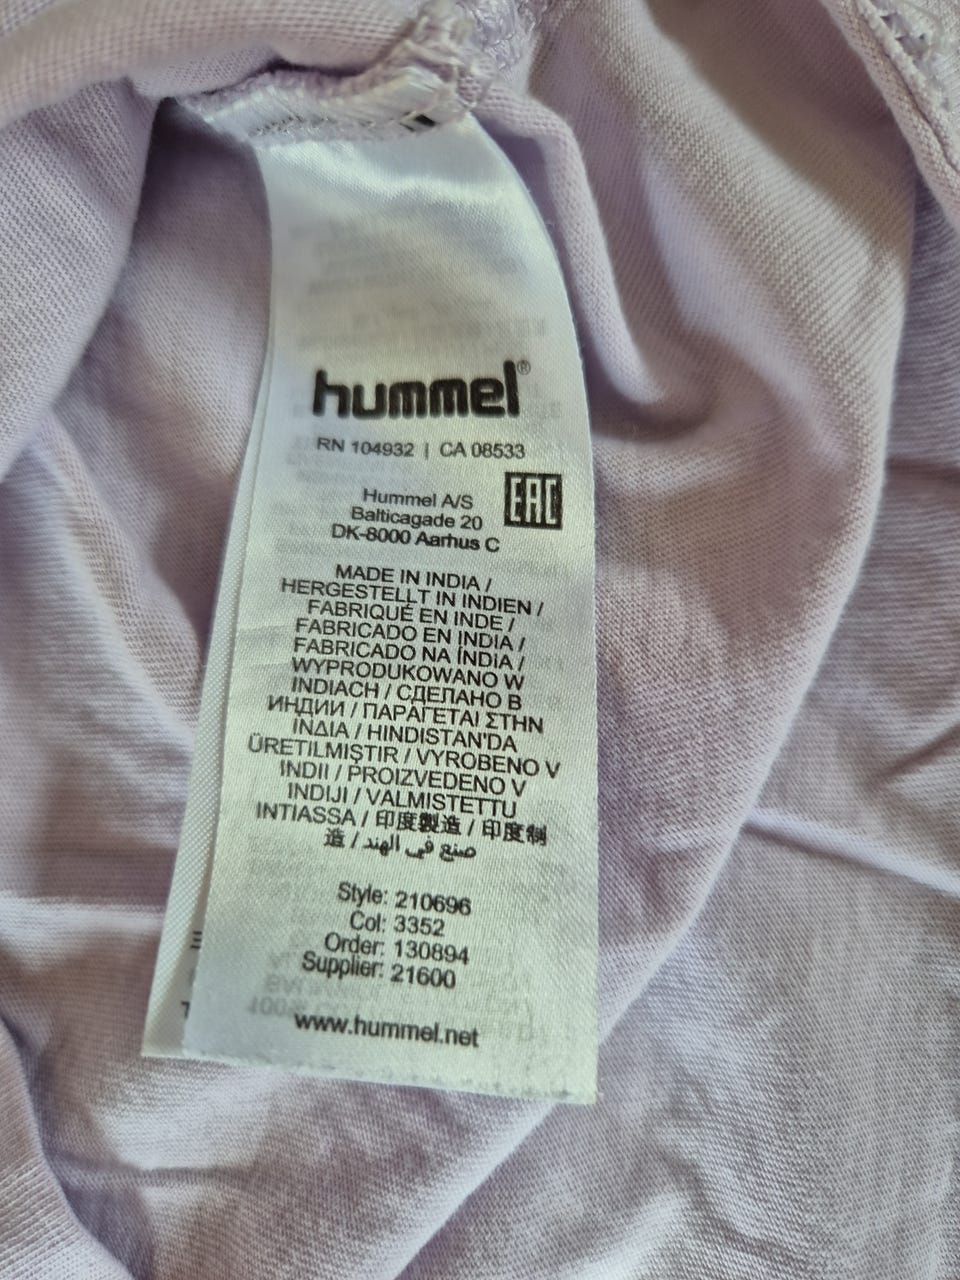 hummel®
RN 104932 | CA 08533
EAC
Hummel A/S
Balticagade 20
DK-8000 Aarhus C
MADE IN INDIA /
HERGESTELLT IN INDIEN /
FABRIQUÉ EN INDE /
FABRICADO EN INDIA /
FABRICADO NA ÍNDIA /
WYPRODUKOWANO W
INDIACH / СДЕЛАНО В
ИНДИИ / ΠΑΡΑΓΕΤΑΙ ΣΤΗΝ
ΙΝΔΙΑ / HINDISTAN'DA
ÜRETILMIŞTIR / VYROBENO V
INDII / PROIZVEDENO V
INDIJI / VALMISTETTU
INTIASSA / 印度製造 / 印度制
造 / صنع في الهند
Style: 210696
Col: 3352
Order: 130894
Supplier: 21600
www.hummel.net